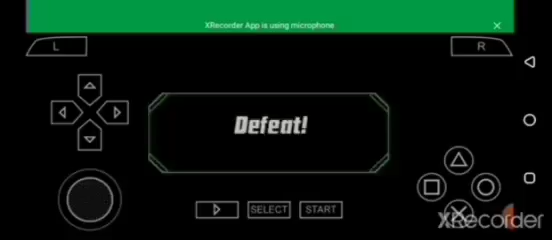 XRecorder App is using microphone
L
R
Defeat!
SELECT
START
XRecorder